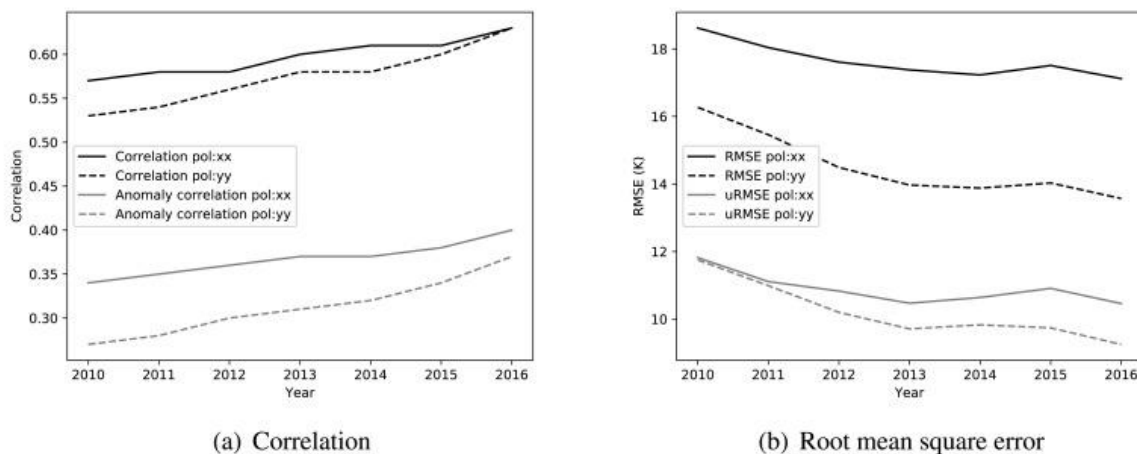 0.60
0.55
0.50
0.45
0.40
0.35
0.30
Correlation
Correlation pol:xx
Correlation pol:yy
Anomaly correlation pol:xx
Anomaly correlation pol:yy
2010 2011 2012 2013 2014 2015 2016
Year
(a) Correlation
18
16
14
12
10
RMSE (K)
RMSE pol:xx
RMSE pol:yy
uRMSE pol:xx
uRMSE pol:yy
2010 2011 2012 2013 2014 2015 2016
Year
(b) Root mean square error